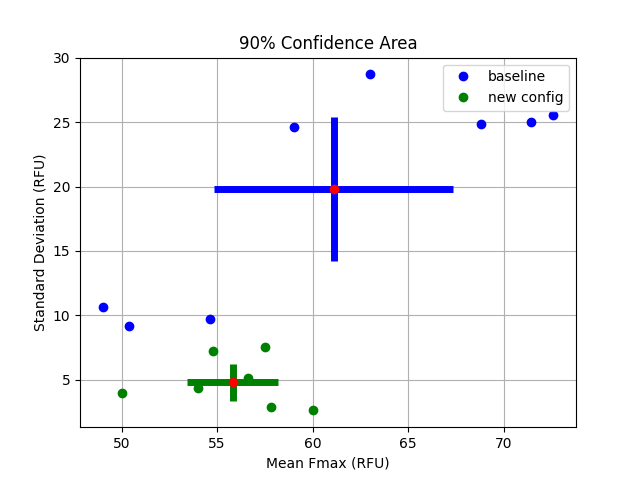 90% Confidence Area
baseline
new config
30
25
20
15
10
5
Standard Deviation (RFU)
50
55
60
65
70
Mean Fmax (RFU)